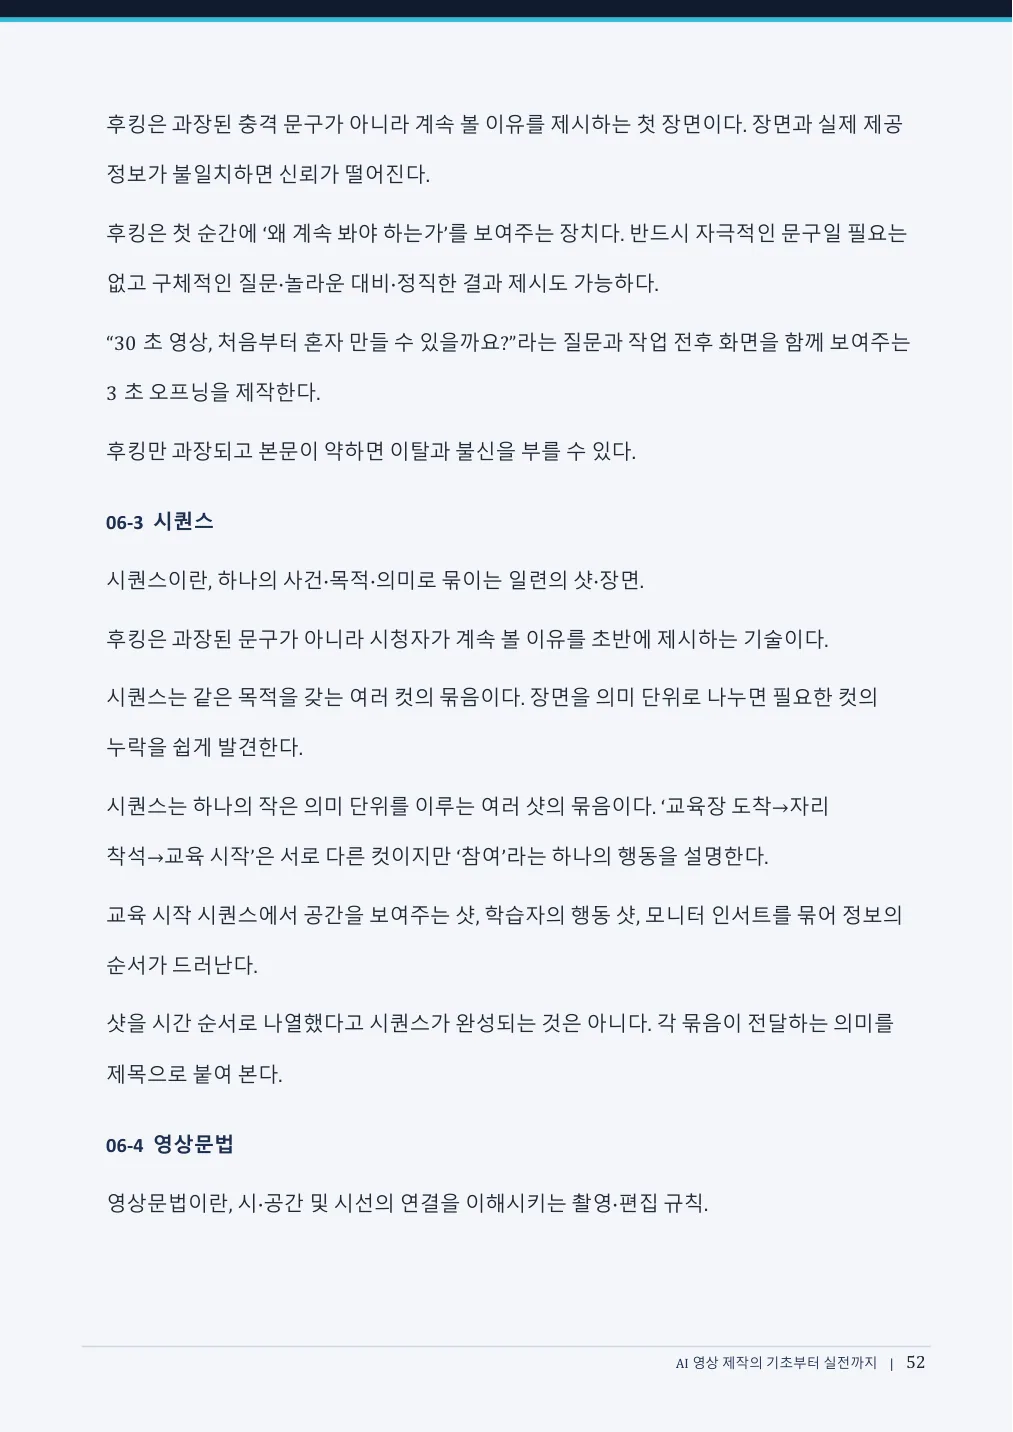 후킹은 과장된 충격 문구가 아니라 계속 볼 이유를 제시하는 첫 장면이다. 장면과 실제 제공
정보가 불일치하면 신뢰가 떨어진다.
후킹은 첫 순간에 ‘왜 계속 봐야 하는가’를 보여주는 장치다. 반드시 자극적인 문구일 필요는
없고 구체적인 질문·놀라운 대비·정직한 결과 제시도 가능하다.
“30 초 영상, 처음부터 혼자 만들 수 있을까요?”라는 질문과 작업 전후 화면을 함께 보여주는
3 초 오프닝을 제작한다.
후킹만 과장되고 본문이 약하면 이탈과 불신을 부를 수 있다.
06-3 시퀀스
시퀀스이란, 하나의 사건·목적·의미로 묶이는 일련의 샷·장면.
후킹은 과장된 문구가 아니라 시청자가 계속 볼 이유를 초반에 제시하는 기술이다.
시퀀스는 같은 목적을 갖는 여러 컷의 묶음이다. 장면을 의미 단위로 나누면 필요한 컷의
누락을 쉽게 발견한다.
시퀀스는 하나의 작은 의미 단위를 이루는 여러 샷의 묶음이다. ‘교육장 도착→자리
착석→교육 시작’은 서로 다른 컷이지만 ‘참여’라는 하나의 행동을 설명한다.
교육 시작 시퀀스에서 공간을 보여주는 샷, 학습자의 행동 샷, 모니터 인서트를 묶어 정보의
순서가 드러난다.
샷을 시간 순서로 나열했다고 시퀀스가 완성되는 것은 아니다. 각 묶음이 전달하는 의미를
제목으로 붙여 본다.
06-4 영상문법
영상문법이란, 시·공간 및 시선의 연결을 이해시키는 촬영·편집 규칙.
AI 영상 제작의 기초부터 실전까지 | 52